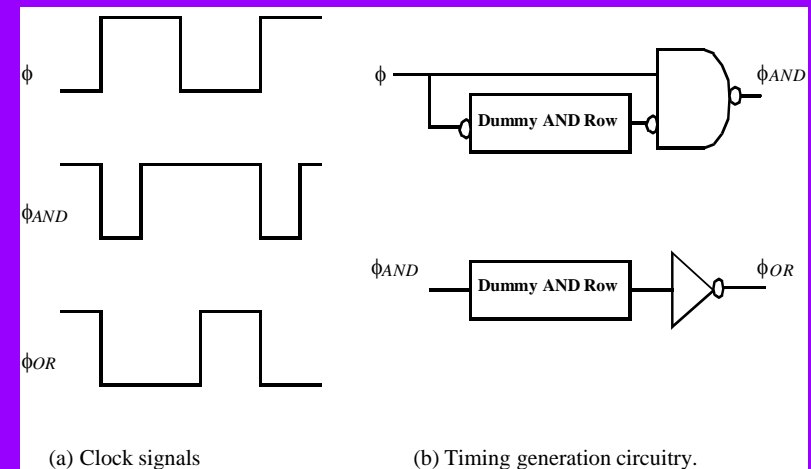 ϕ
ϕAND
ϕOR
(a) Clock signals
ϕ
Dummy AND Row
ϕAND
ϕAND
Dummy AND Row
ϕOR
(b) Timing generation circuitry.